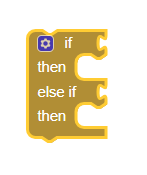 if
then
else if
then